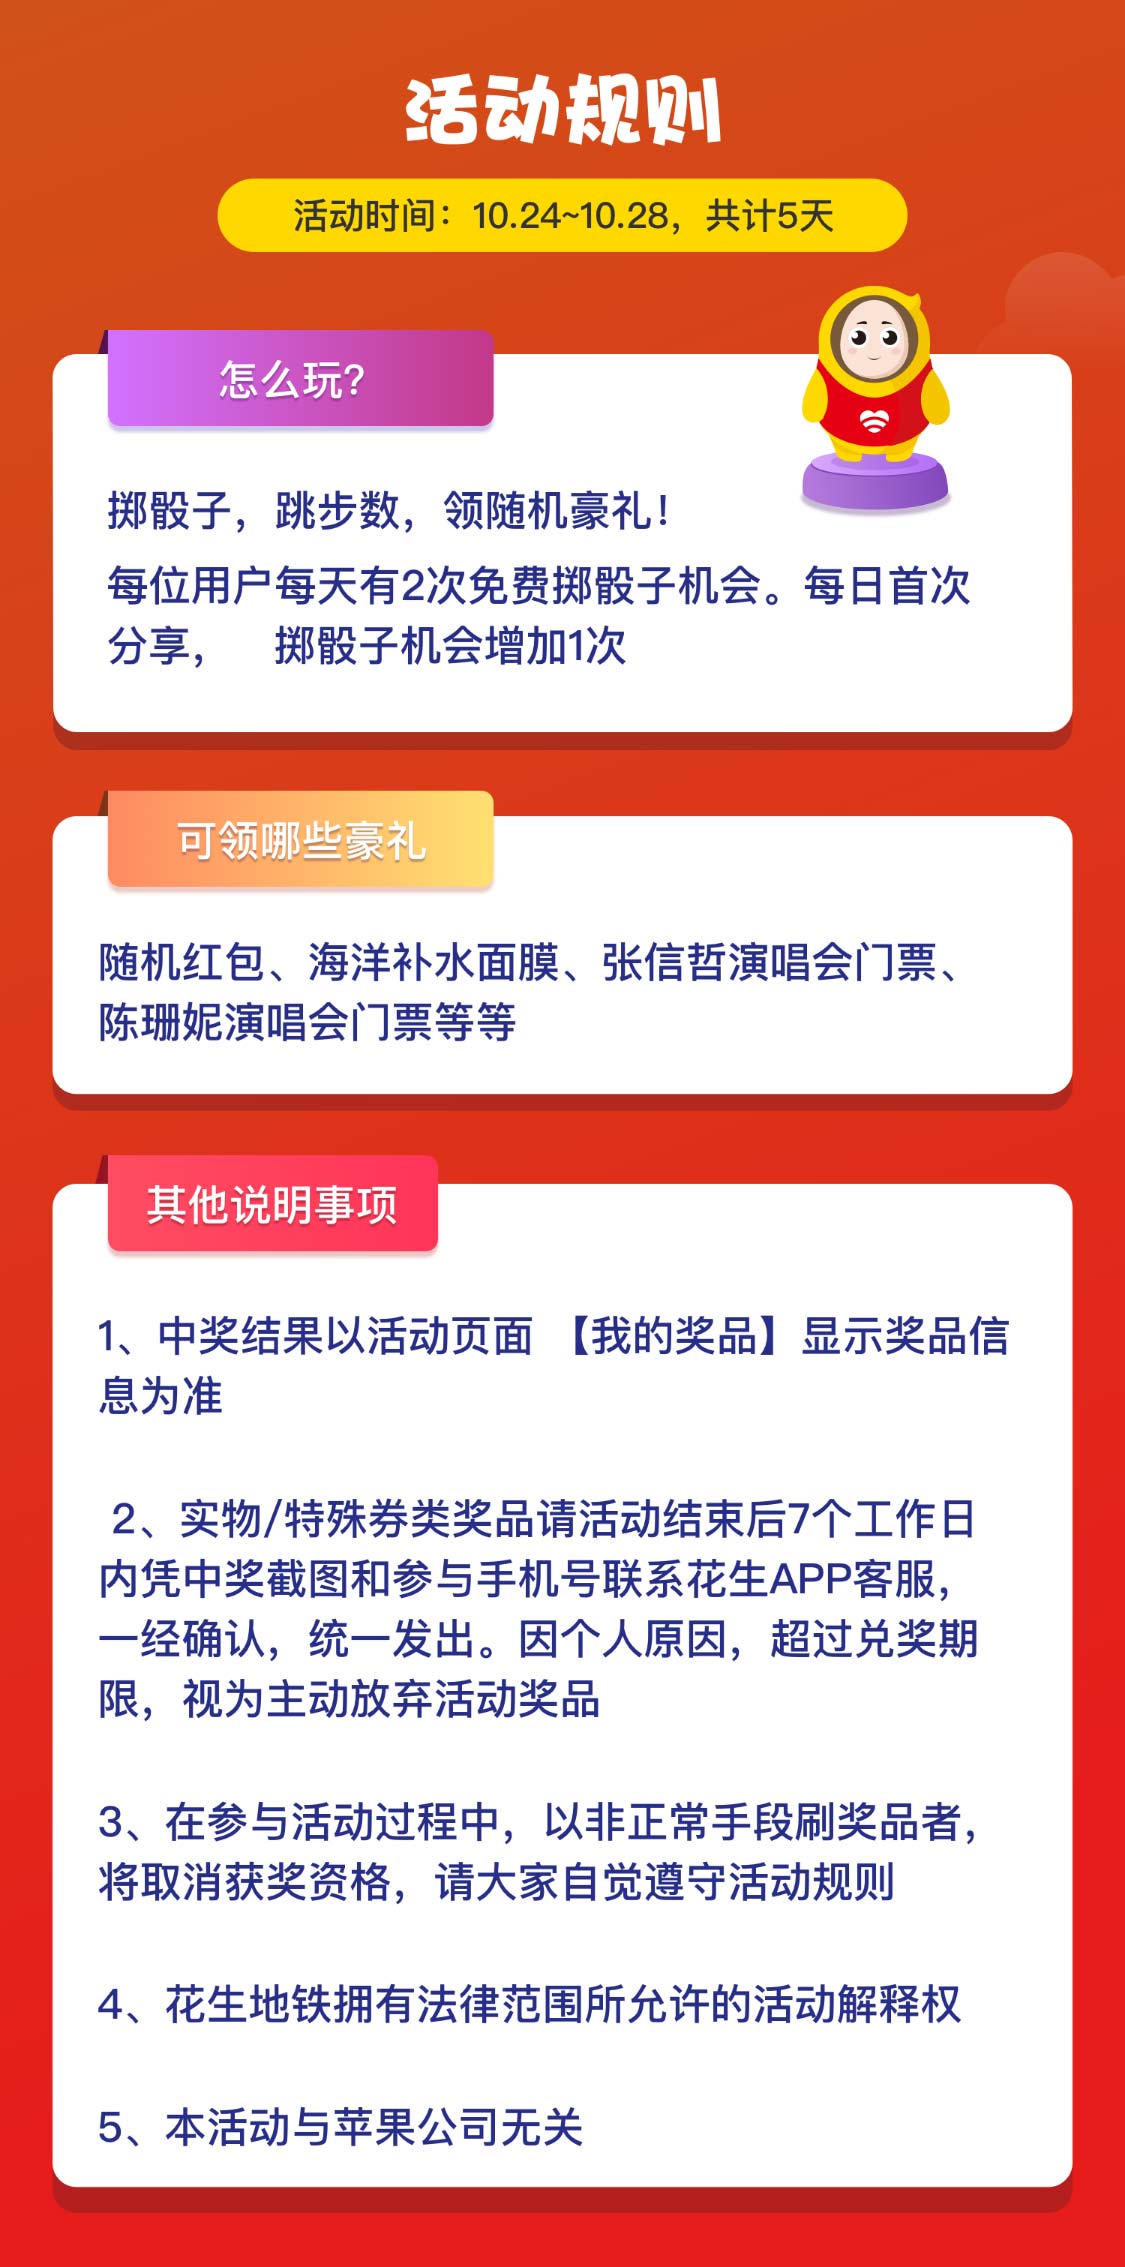 活动规则
活动时间：10.24~10.28，共计5天
怎么玩?
掷骰子，跳步数，领随机豪礼！
每位用户每天有2次免费掷骰子机会。每日首次
分享，　掷骰子机会增加1次
可领哪些豪礼
随机红包、海洋补水面膜、张信哲演唱会门票、
陈珊妮演唱会门票等等
其他说明事项
1、中奖结果以活动页面 【我的奖品】显示奖品信
息为准
2、实物/特殊券类奖品请活动结束后7个工作日
内凭中奖截图和参与手机号联系花生APP客服，
一经确认，统一发出。因个人原因，超过兑奖期
限，视为主动放弃活动奖品
3、在参与活动过程中，以非正常手段刷奖品者，
将取消获奖资格，请大家自觉遵守活动规则
4、花生地铁拥有法律范围所允许的活动解释权
5、本活动与苹果公司无关